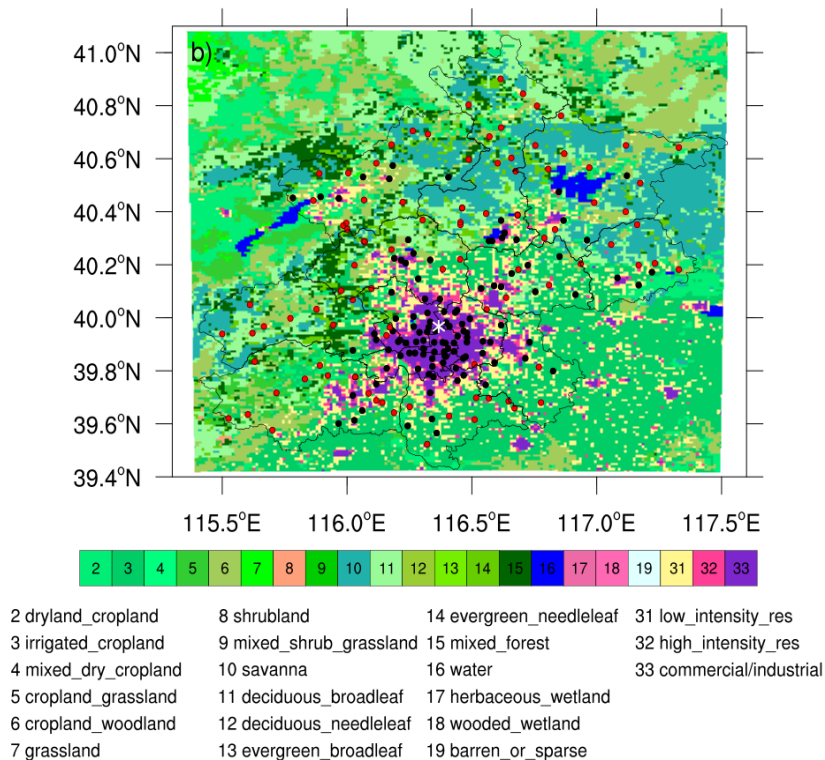 b)
41.0°N
40.8°N
40.6°N
40.4°N
40.2°N
40.0°N
39.8°N
39.6°N
39.4°N
115.5°E 116.0°E 116.5°E 117.0°E 117.5°E
2 3 4 5 6 7 8 9 10 11 12 13 14 15 16 17 18 19 31 32 33
2 dryland_cropland
3 irrigated_cropland
4 mixed_dry_cropland
5 cropland_grassland
6 cropland_woodland
7 grassland
8 shrubland
9 mixed_shrub_grassland
10 savanna
11 deciduous_broadleaf
12 deciduous_needleleaf
13 evergreen_broadleaf
14 evergreen_needleleaf
15 mixed_forest
16 water
17 herbaceous_wetland
18 wooded_wetland
19 barren_or_sparse
31 low_intensity_res
32 high_intensity_res
33 commercial/industrial